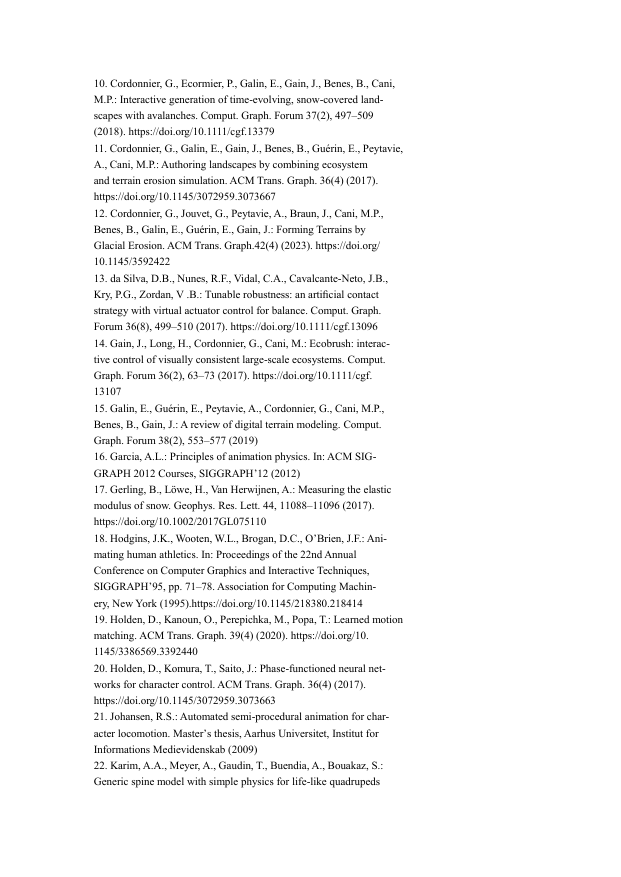 10. Cordonnier, G., Ecormier, P., Galin, E., Gain, J., Benes, B., Cani,
M.P.: Interactive generation of time-evolving, snow-covered land-
scapes with avalanches. Comput. Graph. Forum 37(2), 497–509
(2018). https://doi.org/10.1111/cgf.13379
11. Cordonnier, G., Galin, E., Gain, J., Benes, B., Guérin, E., Peytavie,
A., Cani, M.P.: Authoring landscapes by combining ecosystem
and terrain erosion simulation. ACM Trans. Graph. 36(4) (2017).
https://doi.org/10.1145/3072959.3073667
12. Cordonnier, G., Jouvet, G., Peytavie, A., Braun, J., Cani, M.P.,
Benes, B., Galin, E., Guérin, E., Gain, J.: Forming Terrains by
Glacial Erosion. ACM Trans. Graph.42(4) (2023). https://doi.org/
10.1145/3592422
13. da Silva, D.B., Nunes, R.F., Vidal, C.A., Cavalcante-Neto, J.B.,
Kry, P.G., Zordan, V .B.: Tunable robustness: an artificial contact
strategy with virtual actuator control for balance. Comput. Graph.
Forum 36(8), 499–510 (2017). https://doi.org/10.1111/cgf.13096
14. Gain, J., Long, H., Cordonnier, G., Cani, M.: Ecobrush: interac-
tive control of visually consistent large-scale ecosystems. Comput.
Graph. Forum 36(2), 63–73 (2017). https://doi.org/10.1111/cgf.
13107
15. Galin, E., Guérin, E., Peytavie, A., Cordonnier, G., Cani, M.P.,
Benes, B., Gain, J.: A review of digital terrain modeling. Comput.
Graph. Forum 38(2), 553–577 (2019)
16. Garcia, A.L.: Principles of animation physics. In: ACM SIG-
GRAPH 2012 Courses, SIGGRAPH’12 (2012)
17. Gerling, B., Löwe, H., Van Herwijnen, A.: Measuring the elastic
modulus of snow. Geophys. Res. Lett. 44, 11088–11096 (2017).
https://doi.org/10.1002/2017GL075110
18. Hodgins, J.K., Wooten, W.L., Brogan, D.C., O’Brien, J.F.: Ani-
mating human athletics. In: Proceedings of the 22nd Annual
Conference on Computer Graphics and Interactive Techniques,
SIGGRAPH’95, pp. 71–78. Association for Computing Machin-
ery, New York (1995).https://doi.org/10.1145/218380.218414
19. Holden, D., Kanoun, O., Perepichka, M., Popa, T.: Learned motion
matching. ACM Trans. Graph. 39(4) (2020). https://doi.org/10.
1145/3386569.3392440
20. Holden, D., Komura, T., Saito, J.: Phase-functioned neural net-
works for character control. ACM Trans. Graph. 36(4) (2017).
https://doi.org/10.1145/3072959.3073663
21. Johansen, R.S.: Automated semi-procedural animation for char-
acter locomotion. Master’s thesis, Aarhus Universitet, Institut for
Informations Medievidenskab (2009)
22. Karim, A.A., Meyer, A., Gaudin, T., Buendia, A., Bouakaz, S.:
Generic spine model with simple physics for life-like quadrupeds